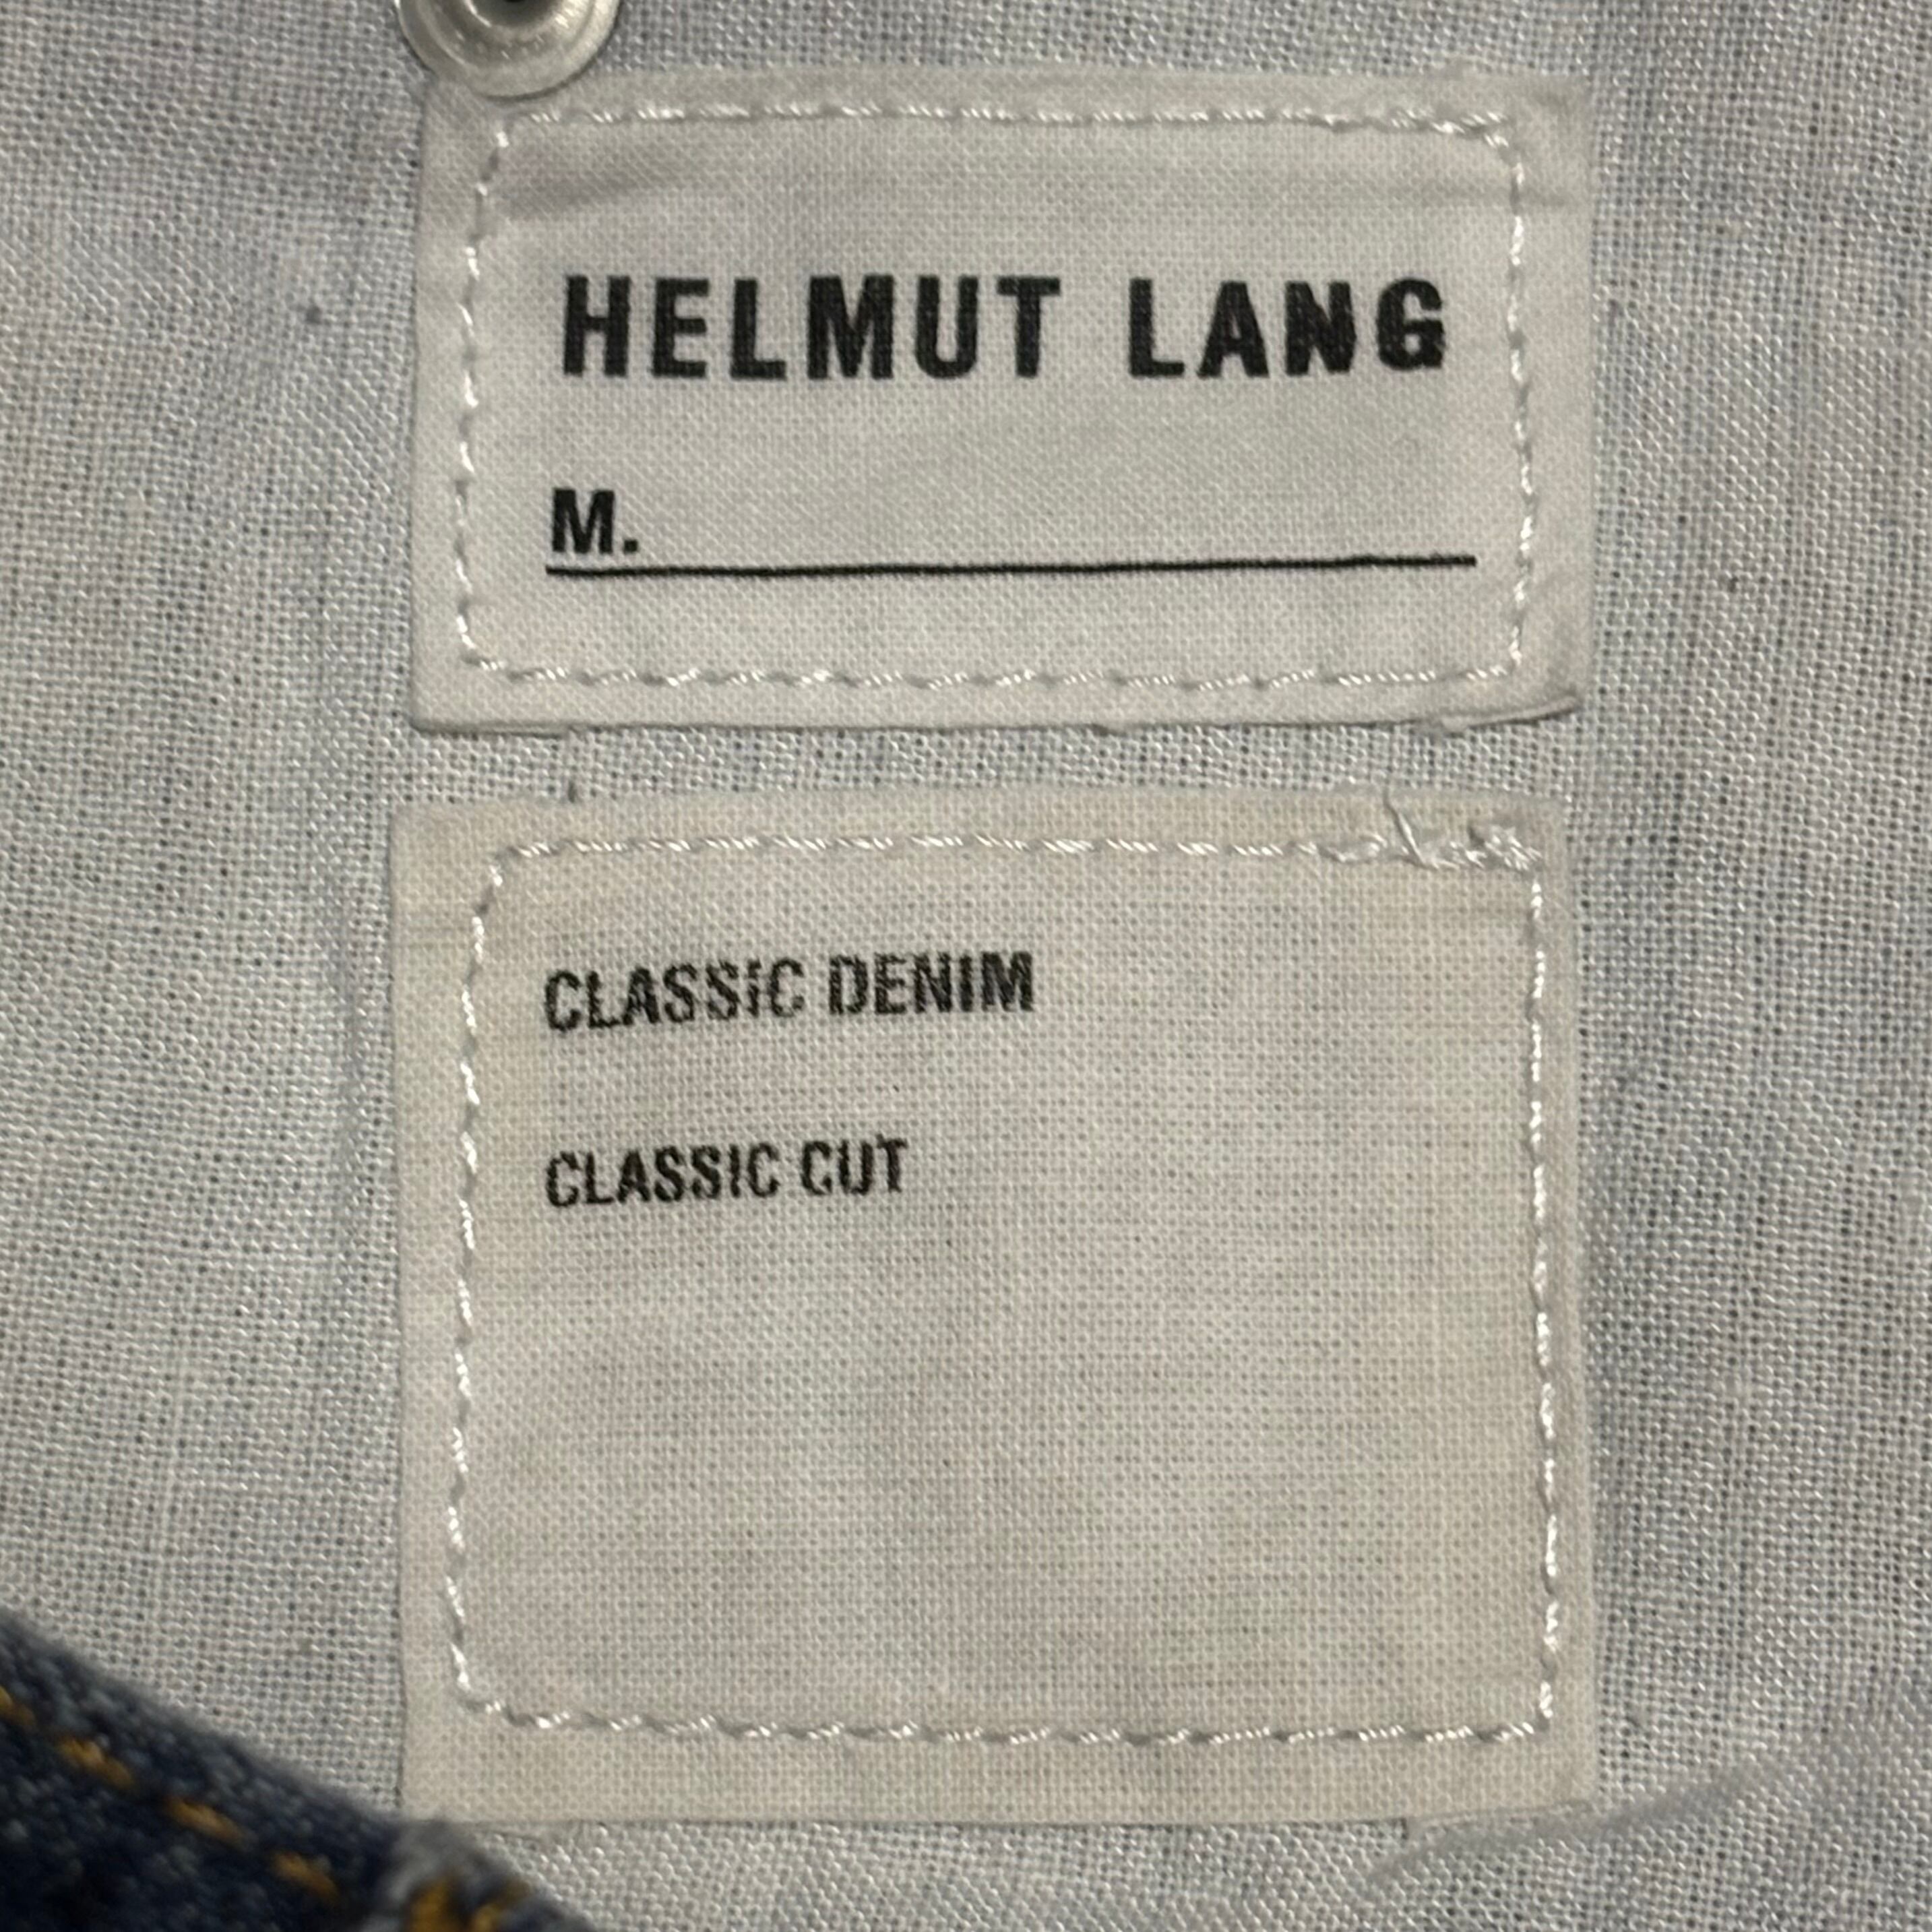 HELMUT LANG
M.
CLASSIC DENIM
CLASSIC CUT